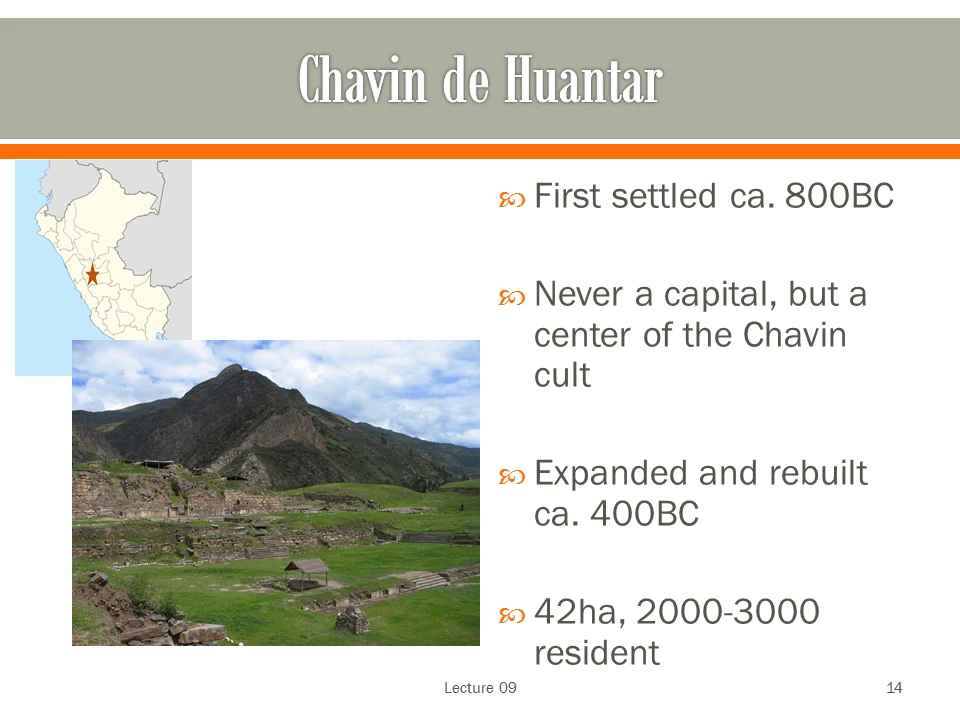 Chavin de Huantar
First settled ca. 800BC
Never a capital, but a
center of the Chavin
cult
Expanded and rebuilt
ca. 400BC
42ha, 2000-3000
resident
Lecture 09
14